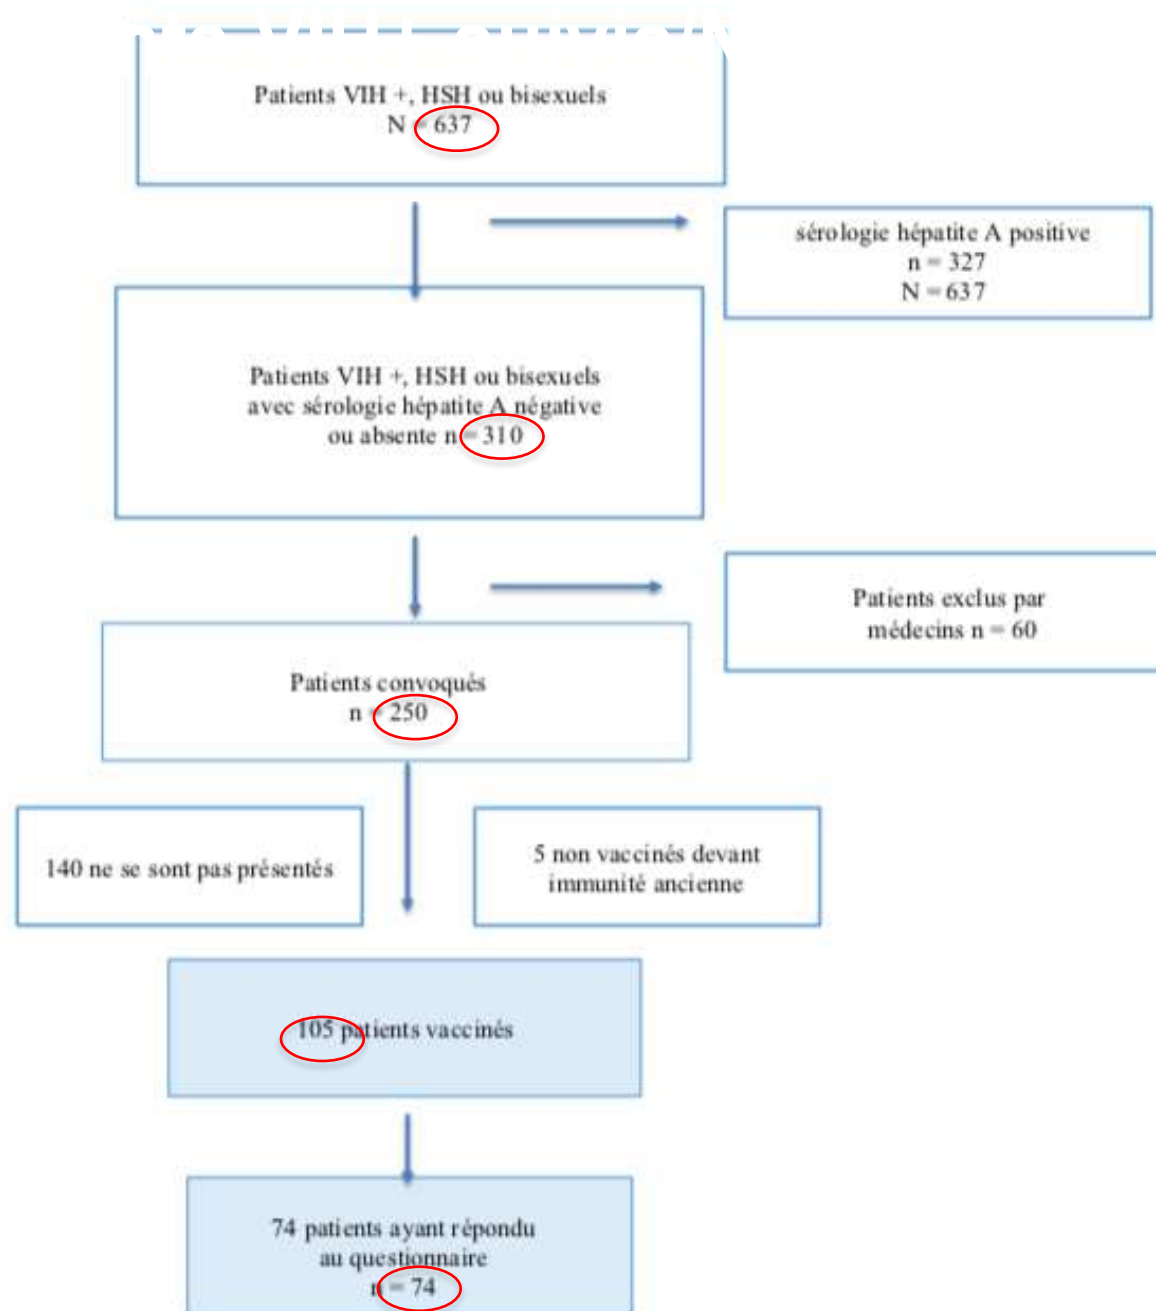 Patients VIH +, HSH ou bisexuels
N = 637
sérologie hépatite A positive
n = 327
N = 637
Patients VIH +, HSH ou bisexuels
avec sérologie hépatite A négative
ou absente n = 310
Patients exclus par
médecins n = 60
Patients convoqués
n = 250
140 ne se sont pas présentés
5 non vaccinés devant
immunité ancienne
105 patients vaccinés
74 patients ayant répondu
au questionnaire
n = 74